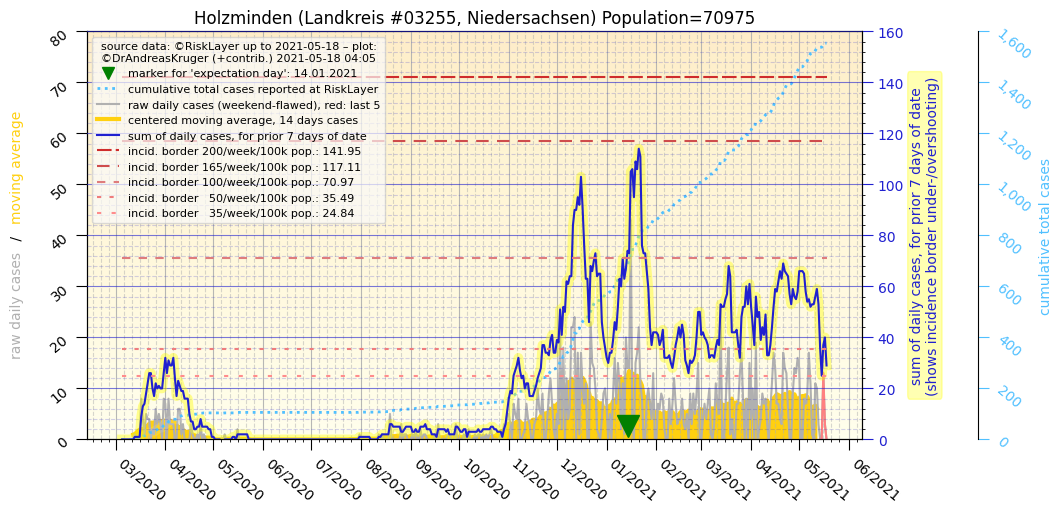 Holzminden (Landkreis #03255, Niedersachsen) Population=70975
source data: ©RiskLayer up to 2021-05-18 – plot:
©DrAndreasKruger (+contrib.) 2021-05-18 04:05
marker for 'expectation day': 14.01.2021
cumulative total cases reported at RiskLayer
raw daily cases (weekend-flawed), red: last 5
centered moving average, 14 days cases
sum of daily cases, for prior 7 days of date
incid. border 200/week/100k pop.: 141.95
incid. border 165/week/100k pop.: 117.11
incid. border 100/week/100k pop.: 70.97
incid. border   50/week/100k pop.: 35.49
incid. border   35/week/100k pop.: 24.84
raw daily cases / moving average
80
70
60
50
40
30
20
10
0
03/2020
04/2020
05/2020
06/2020
07/2020
08/2020
09/2020
10/2020
11/2020
12/2020
01/2021
02/2021
03/2021
04/2021
05/2021
06/2021
160
140
120
100
80
60
40
20
0
sum of daily cases, for prior 7 days of date
(shows incidence border under-/overshooting)
1,600
1,400
1,200
1,000
800
600
400
200
0
cumulative total cases